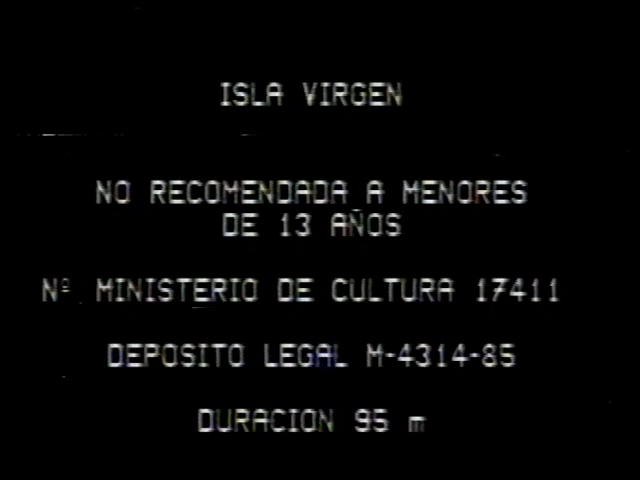 ISLA VIRGEN
NO RECOMENDADA A MENORES
DE 13 AÑOS
Nº MINISTERIO DE CULTURA 17411
DEPOSITO LEGAL M-4314-85
DURACION 95 m